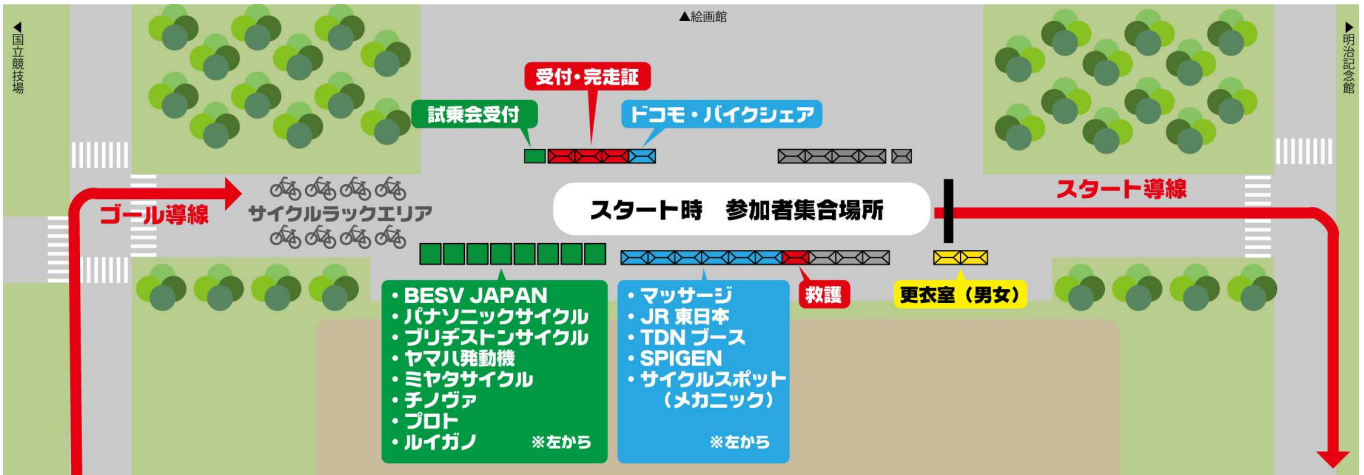 ▲絵画館
◀国立競技場
▶明治記念館
受付・完走証
試乗会受付
ドコモ・バイクシェア
ゴール導線
サイクルラックエリア
スタート時 参加者集合場所
スタート導線
・BESV JAPAN
・パナソニックサイクル
・ブリヂストンサイクル
・ヤマハ発動機
・ミヤタサイクル
・チノヴァ
・プロト
・ルイガノ ※左から
・マッサージ
・JR 東日本
・TDN ブース
・SPIGEN
・サイクルスポット
（メカニック）
※左から
救護
更衣室（男女）